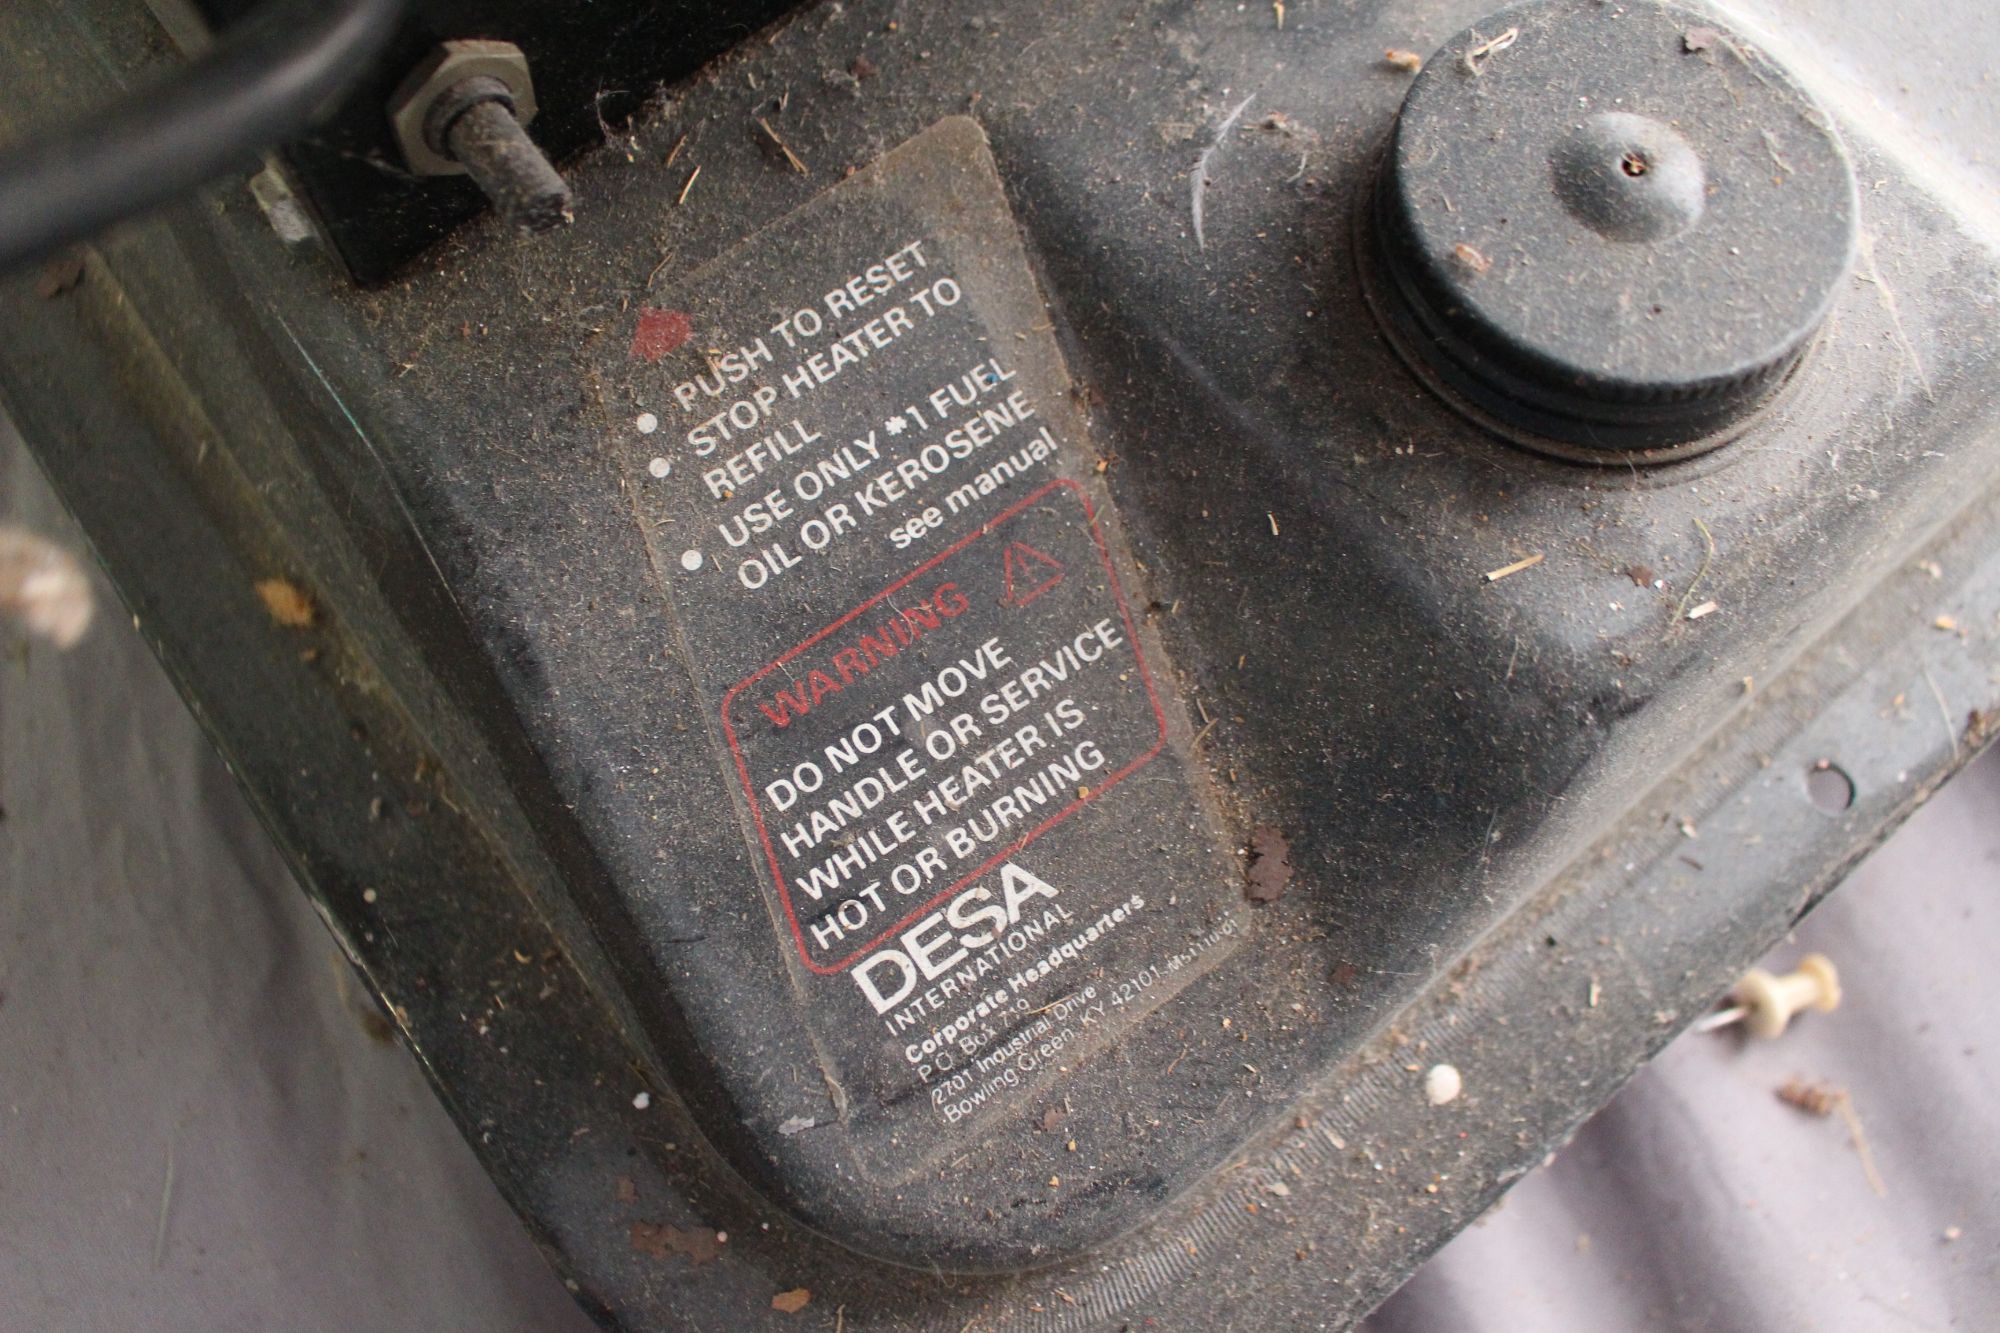 PUSH TO RESET
• STOP HEATER TO
• REFILL
USE ONLY *1 FUEL
• OIL OR KEROSENE
see manual
WARNING
DO NOT MOVE
HANDLE OR SERVICE
WHILE HEATER IS
HOT OR BURNING
DESA
INTERNATIONAL
Corporate Headquarters
P.O. Box 719
2701 Industrial Drive
Bowling Green, KY 42101